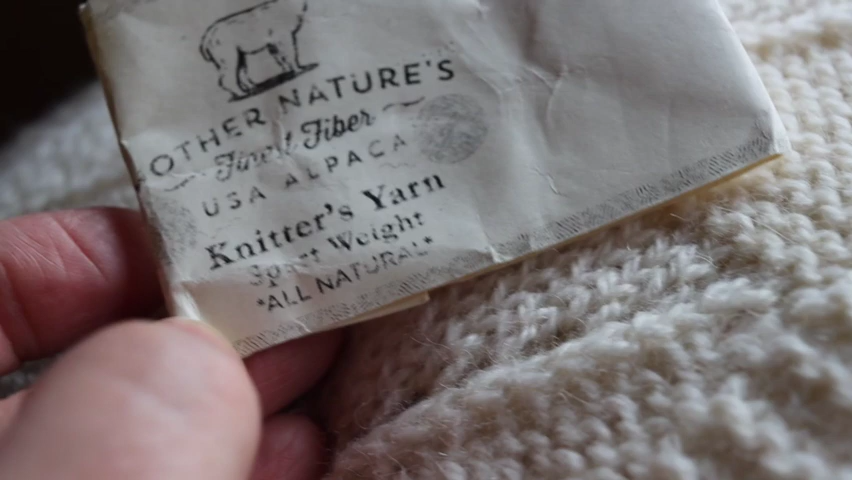 OTHER NATURE'S
Finest Fiber
USA ALPACA
Knitter's Yarn
Sport Weight
*ALL NATURAL*